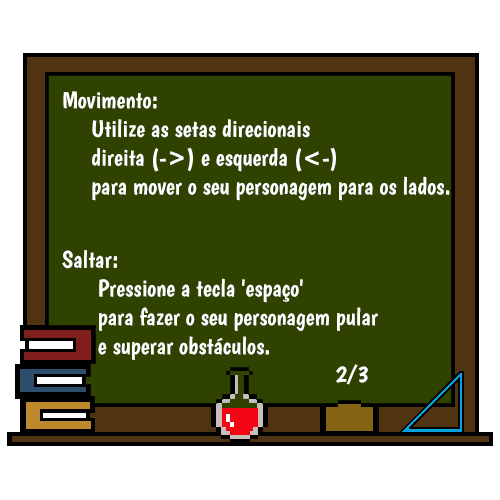 Movimento:
Utilize as setas direcionais
direita (->) e esquerda (<-)
para mover o seu personagem para os lados.
Saltar:
Pressione a tecla 'espaço'
para fazer o seu personagem pular
e superar obstáculos.
2/3